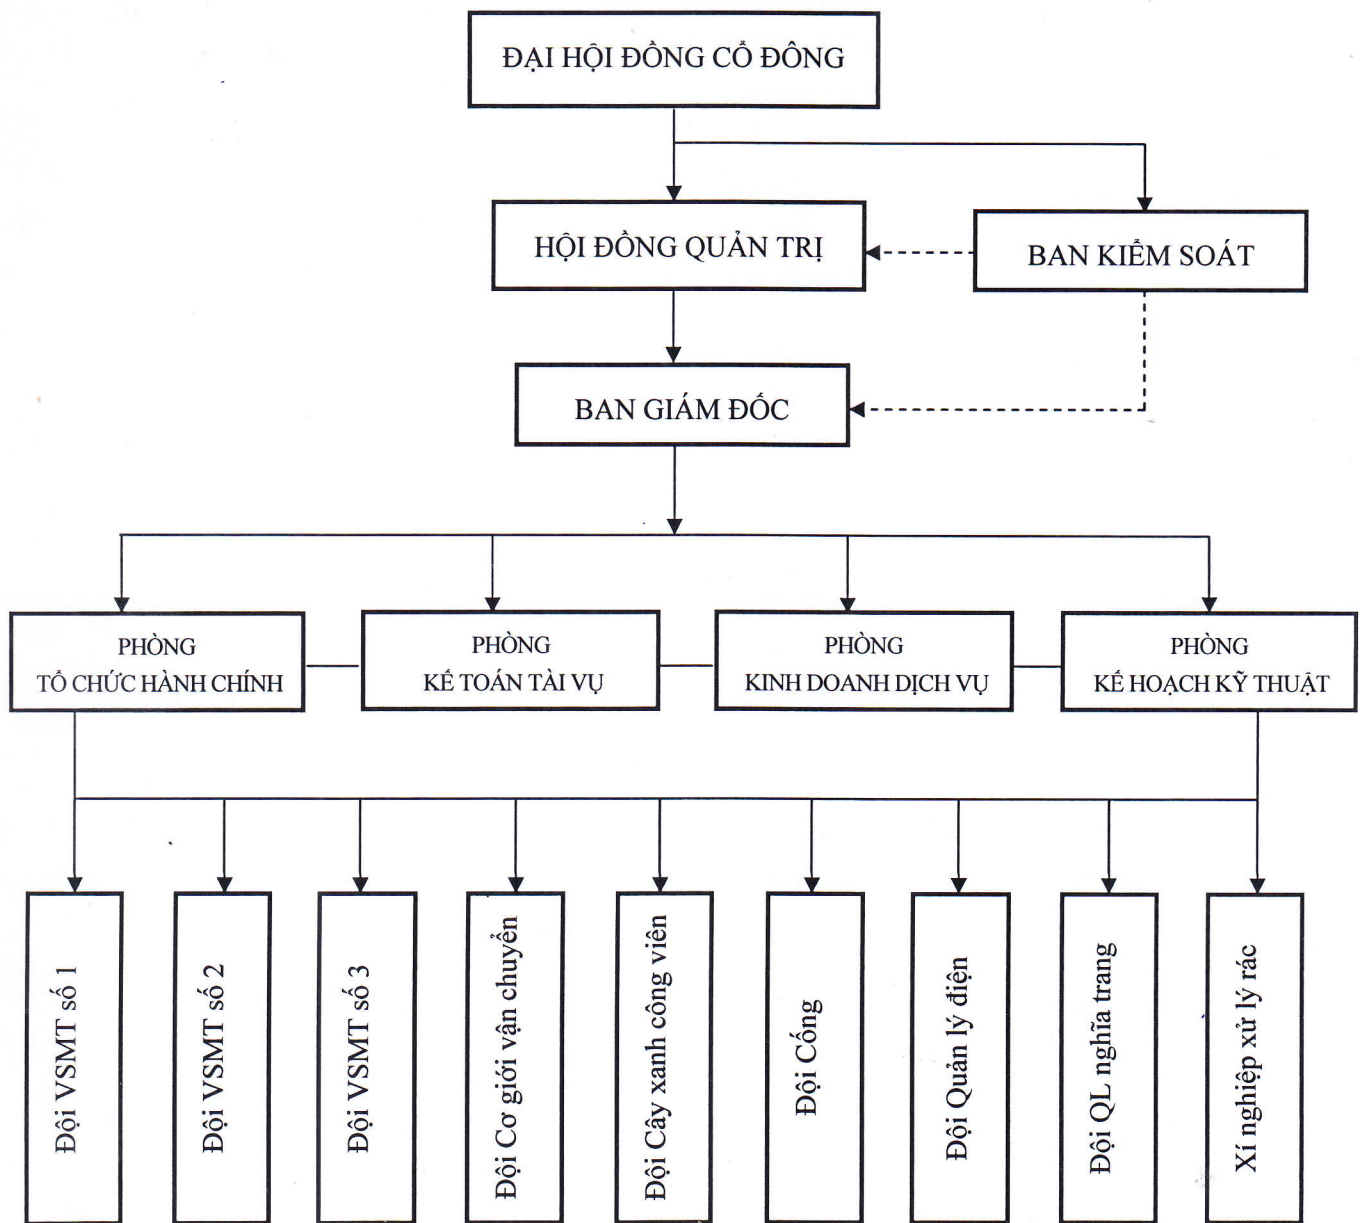 ĐẠI HỘI ĐỒNG CỔ ĐÔNG
HỘI ĐỒNG QUẢN TRỊ
BAN KIỂM SOÁT
BAN GIÁM ĐỐC
PHÒNG
TỔ CHỨC HÀNH CHÍNH
PHÒNG
KẾ TOÁN TÀI VỤ
PHÒNG
KINH DOANH DỊCH VỤ
PHÒNG
KẾ HOẠCH KỸ THUẬT
Đội VSMT số 1
Đội VSMT số 2
Đội VSMT số 3
Đội Cơ giới vận chuyển
Đội Cây xanh công viên
Đội Cống
Đội Quản lý điện
Đội QL nghĩa trang
Xí nghiệp xử lý rác